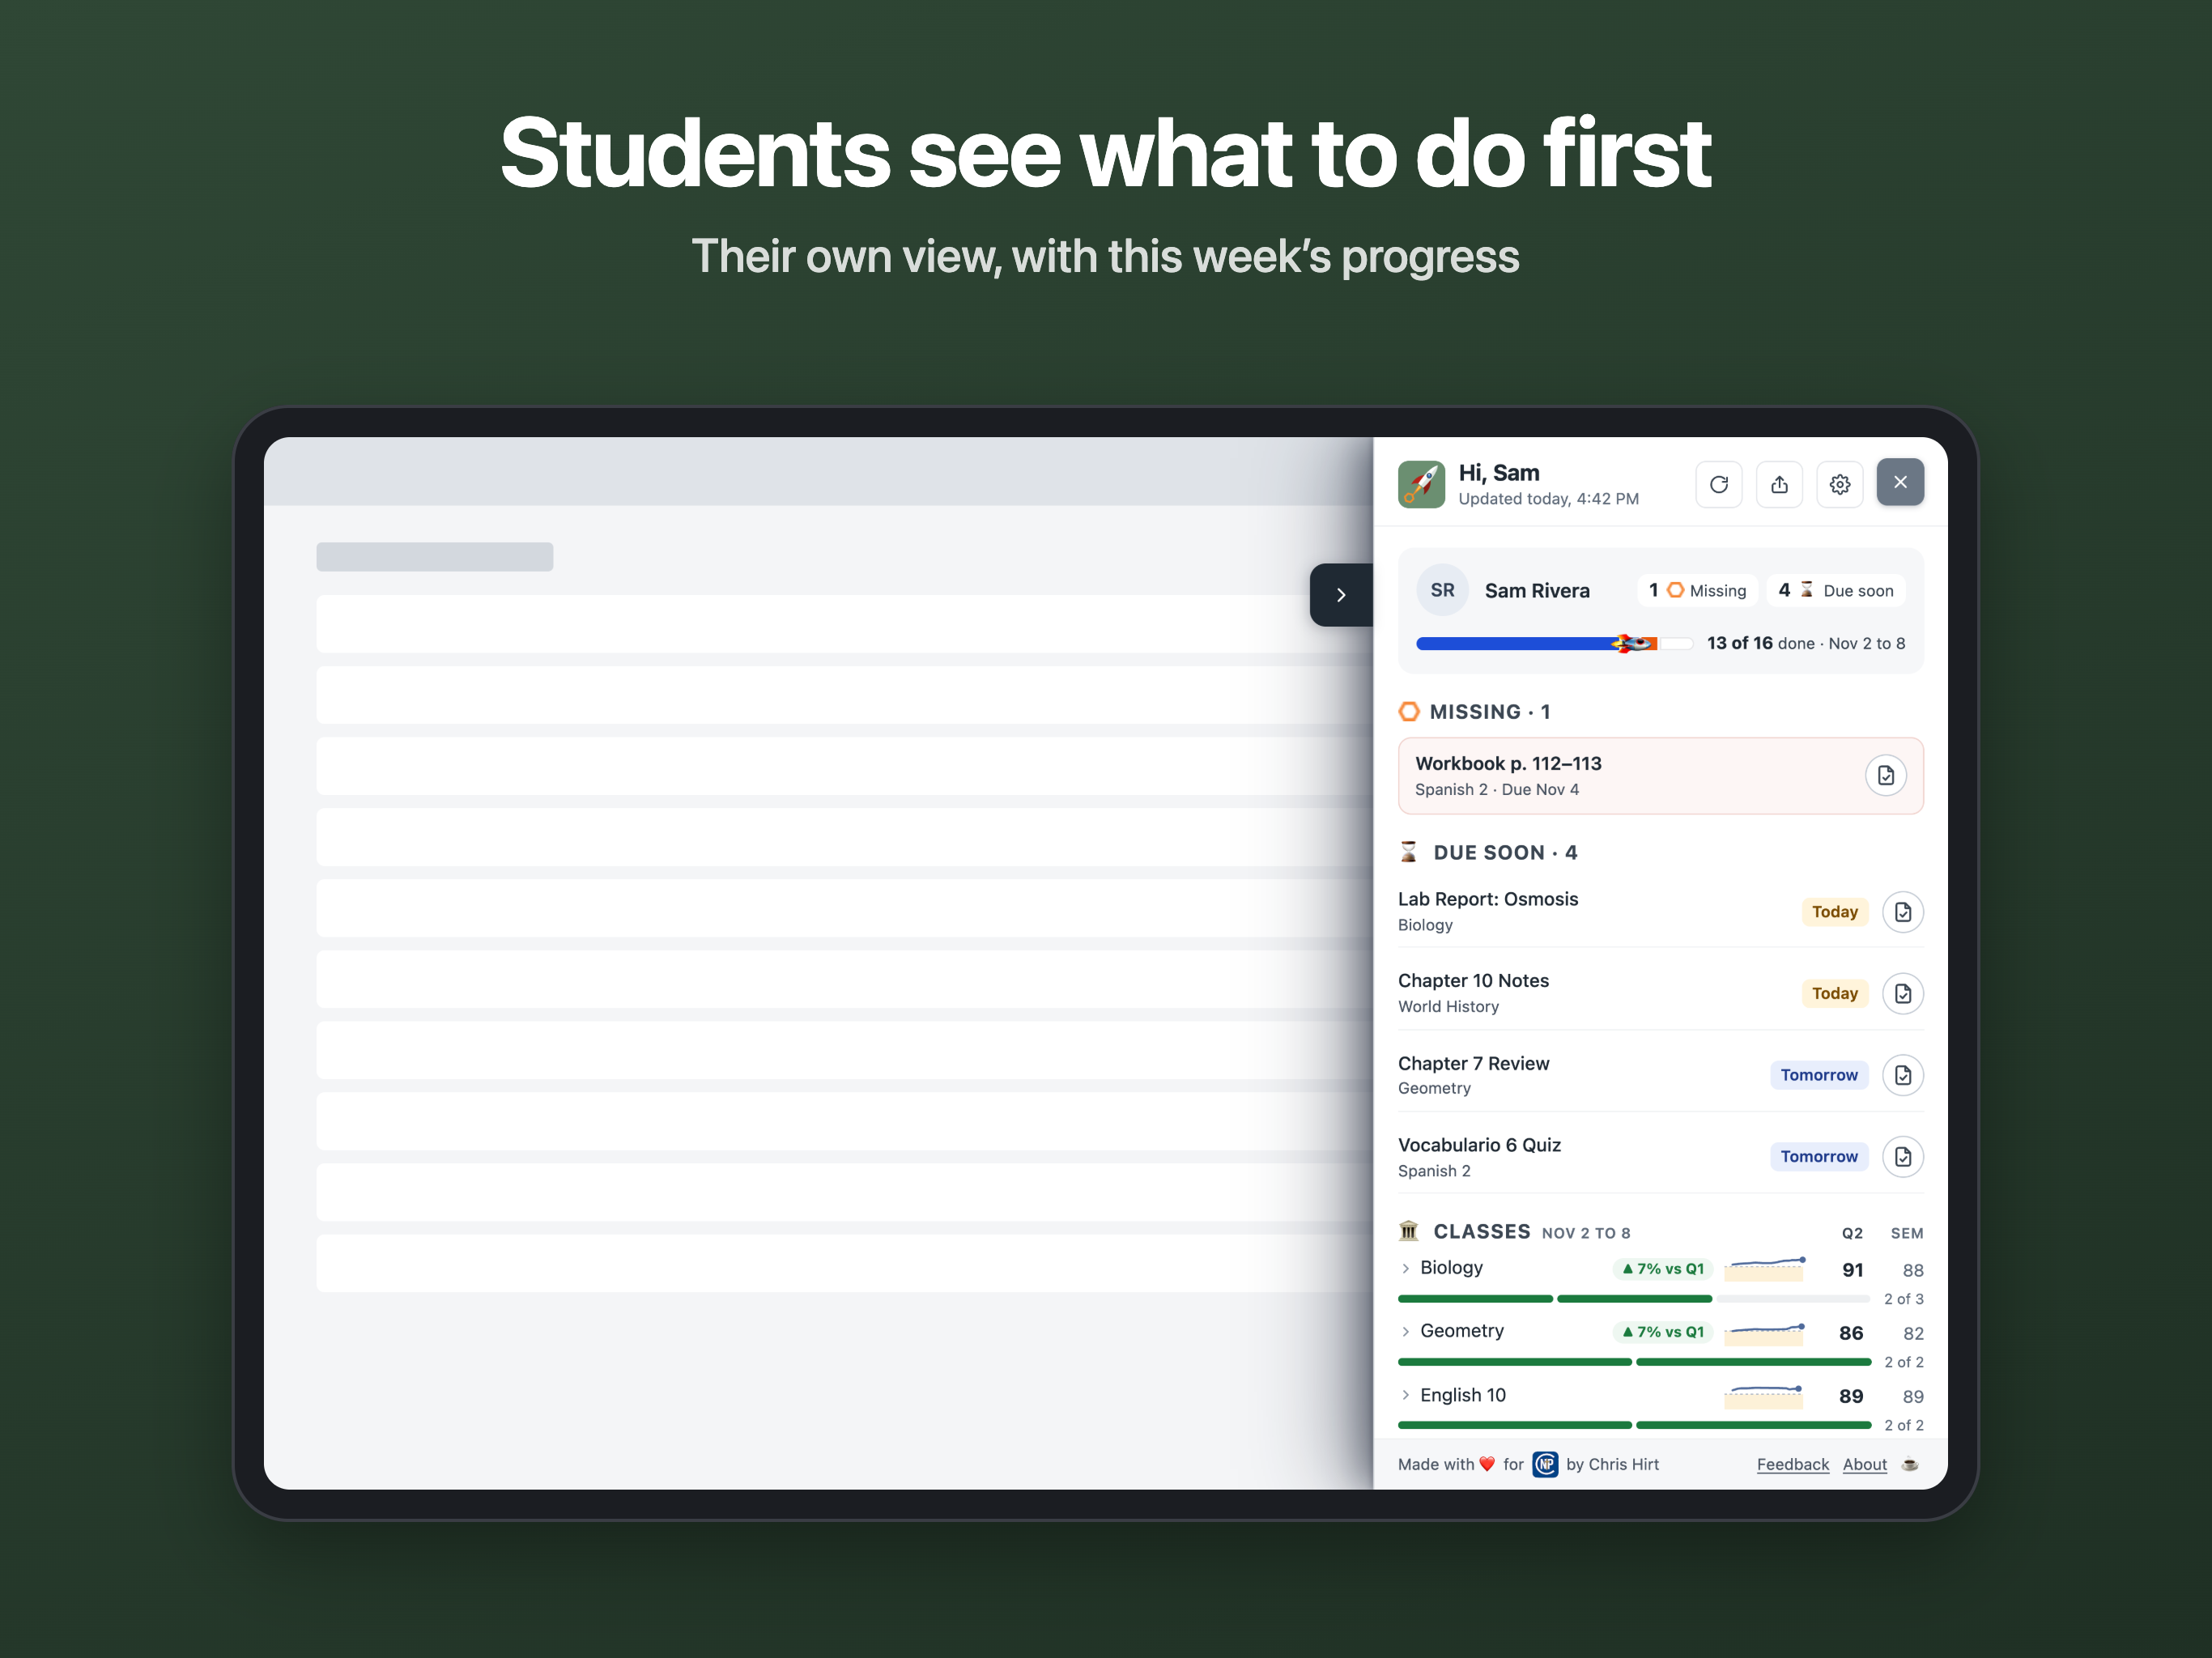 Students see what to do first
Their own view, with this week’s progress
Hi, Sam
Updated today, 4:42 PM
SR Sam Rivera 1 Missing 4 Due soon
13 of 16 done · Nov 2 to 8
MISSING · 1
Workbook p. 112–113
Spanish 2 · Due Nov 4
DUE SOON · 4
Lab Report: Osmosis
Biology
Today
Chapter 10 Notes
World History
Today
Chapter 7 Review
Geometry
Tomorrow
Vocabulario 6 Quiz
Spanish 2
Tomorrow
CLASSES NOV 2 TO 8 Q2 SEM
Biology ▲ 7% vs Q1 91 88
2 of 3
Geometry ▲ 7% vs Q1 86 82
2 of 2
English 10 89 89
2 of 2
Made with ❤️ for NP by Chris Hirt Feedback About